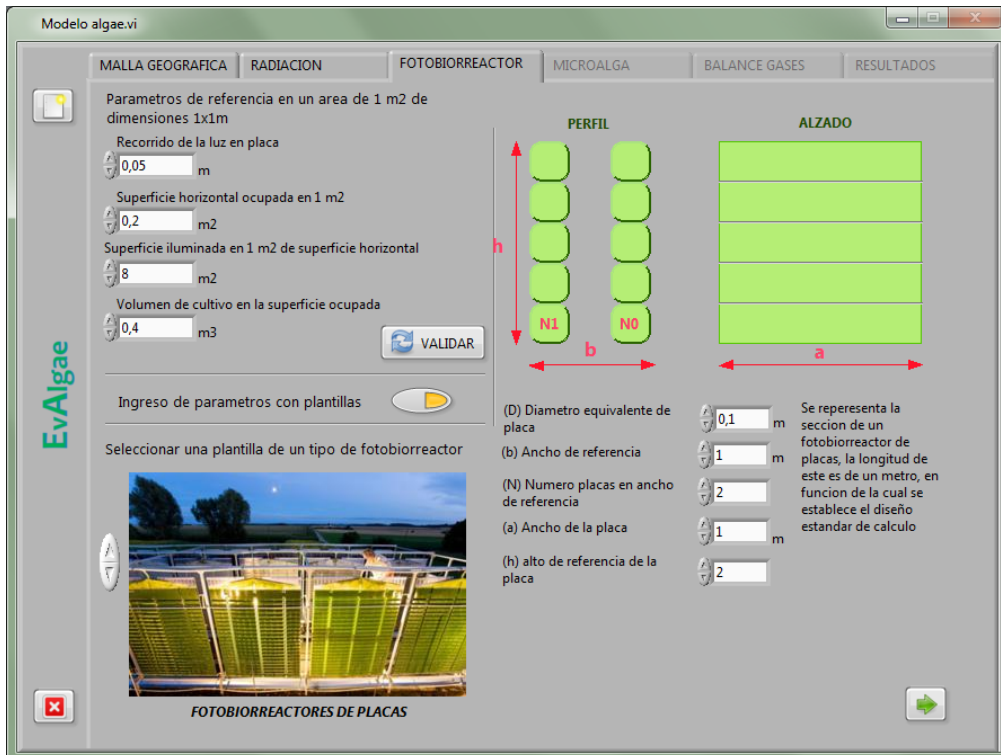 Modelo algae.vi
MALLA GEOGRAFICA
RADIACION
FOTOBIORREACTOR
MICROALGA
BALANCE GASES
RESULTADOS
EvAlgae
Parametros de referencia en un area de 1 m2 de
dimensiones 1x1m
Recorrido de la luz en placa
0,05 m
Superficie horizontal ocupada en 1 m2
0,2 m2
Superficie iluminada en 1 m2 de superficie horizontal
8 m2
Volumen de cultivo en la superficie ocupada
0,4 m3
VALIDAR
Ingreso de parametros con plantillas
Seleccionar una plantilla de un tipo de fotobiorreactor
FOTOBIORREACTORES DE PLACAS
PERFIL
ALZADO
h
N1
N0
b
a
(D) Diametro equivalente de
placa
0,1 m
(b) Ancho de referencia
1 m
(N) Numero placas en ancho
de referencia
2
(a) Ancho de la placa
1 m
(h) alto de referencia de la
placa
2
Se reperesenta la
seccion de un
fotobiorreactor de
placas, la longitud de
este es de un metro, en
funcion de la cual se
establece el diseño
estandar de calculo